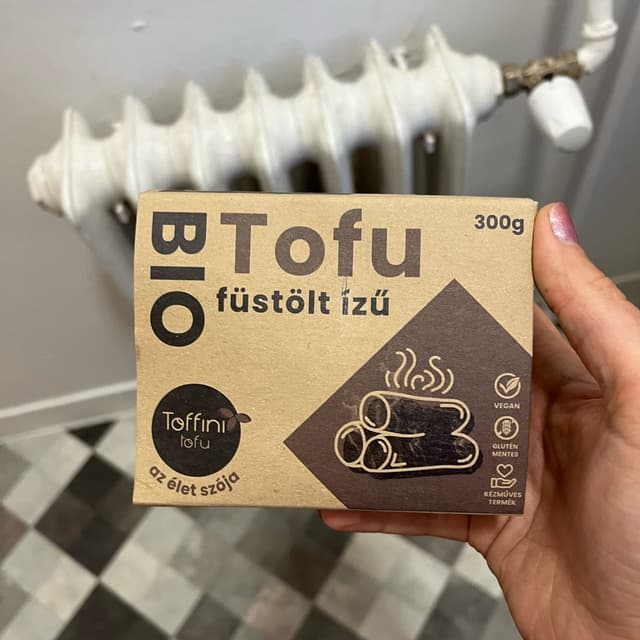 BIO
Tofu
300g
füstölt ízű
Toffini
tofu
az élet szója
VEGAN
GLUTÉN
MENTES
KÉZMŰVES
TERMÉK